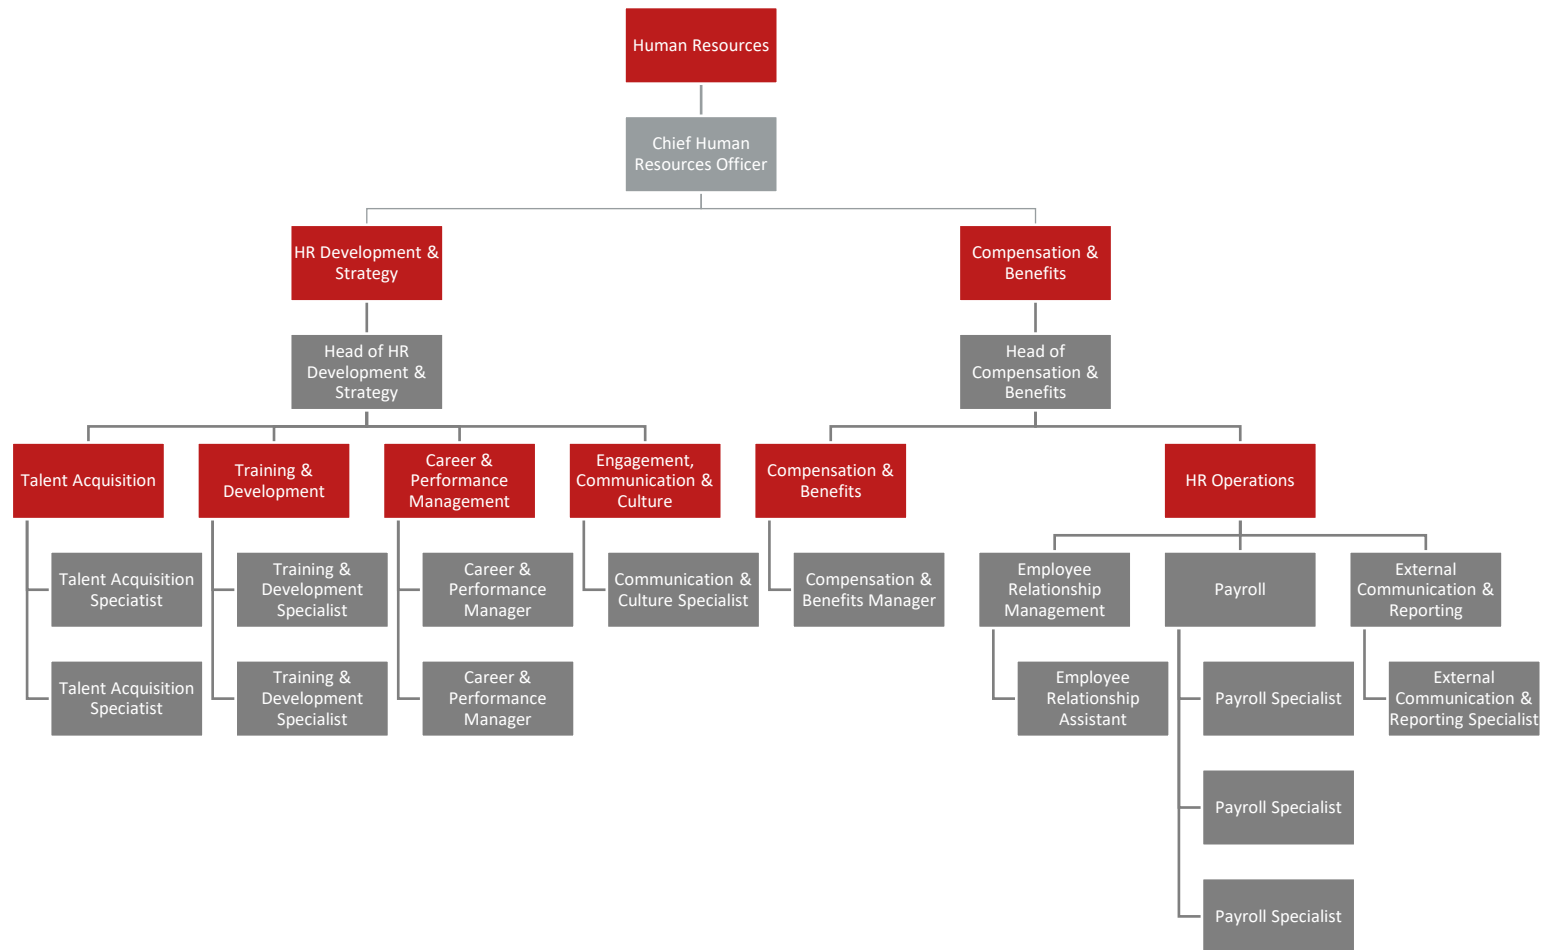 Human Resources
Chief Human
Resources Officer
HR Development &
Strategy
Compensation &
Benefits
Head of HR
Development &
Strategy
Head of
Compensation &
Benefits
Talent Acquisition
Training &
Development
Career &
Performance
Management
Engagement,
Communication &
Culture
Compensation &
Benefits
HR Operations
Talent Acquisition
Speciatist
Training &
Development
Specialist
Career &
Performance
Manager
Communication &
Culture Specialist
Compensation &
Benefits Manager
Employee
Relationship
Management
Payroll
External
Communication &
Reporting
Talent Acquisition
Speciatist
Training &
Development
Specialist
Career &
Performance
Manager
Employee
Relationship
Assistant
Payroll Specialist
External
Communication &
Reporting Specialist
Payroll Specialist
Payroll Specialist